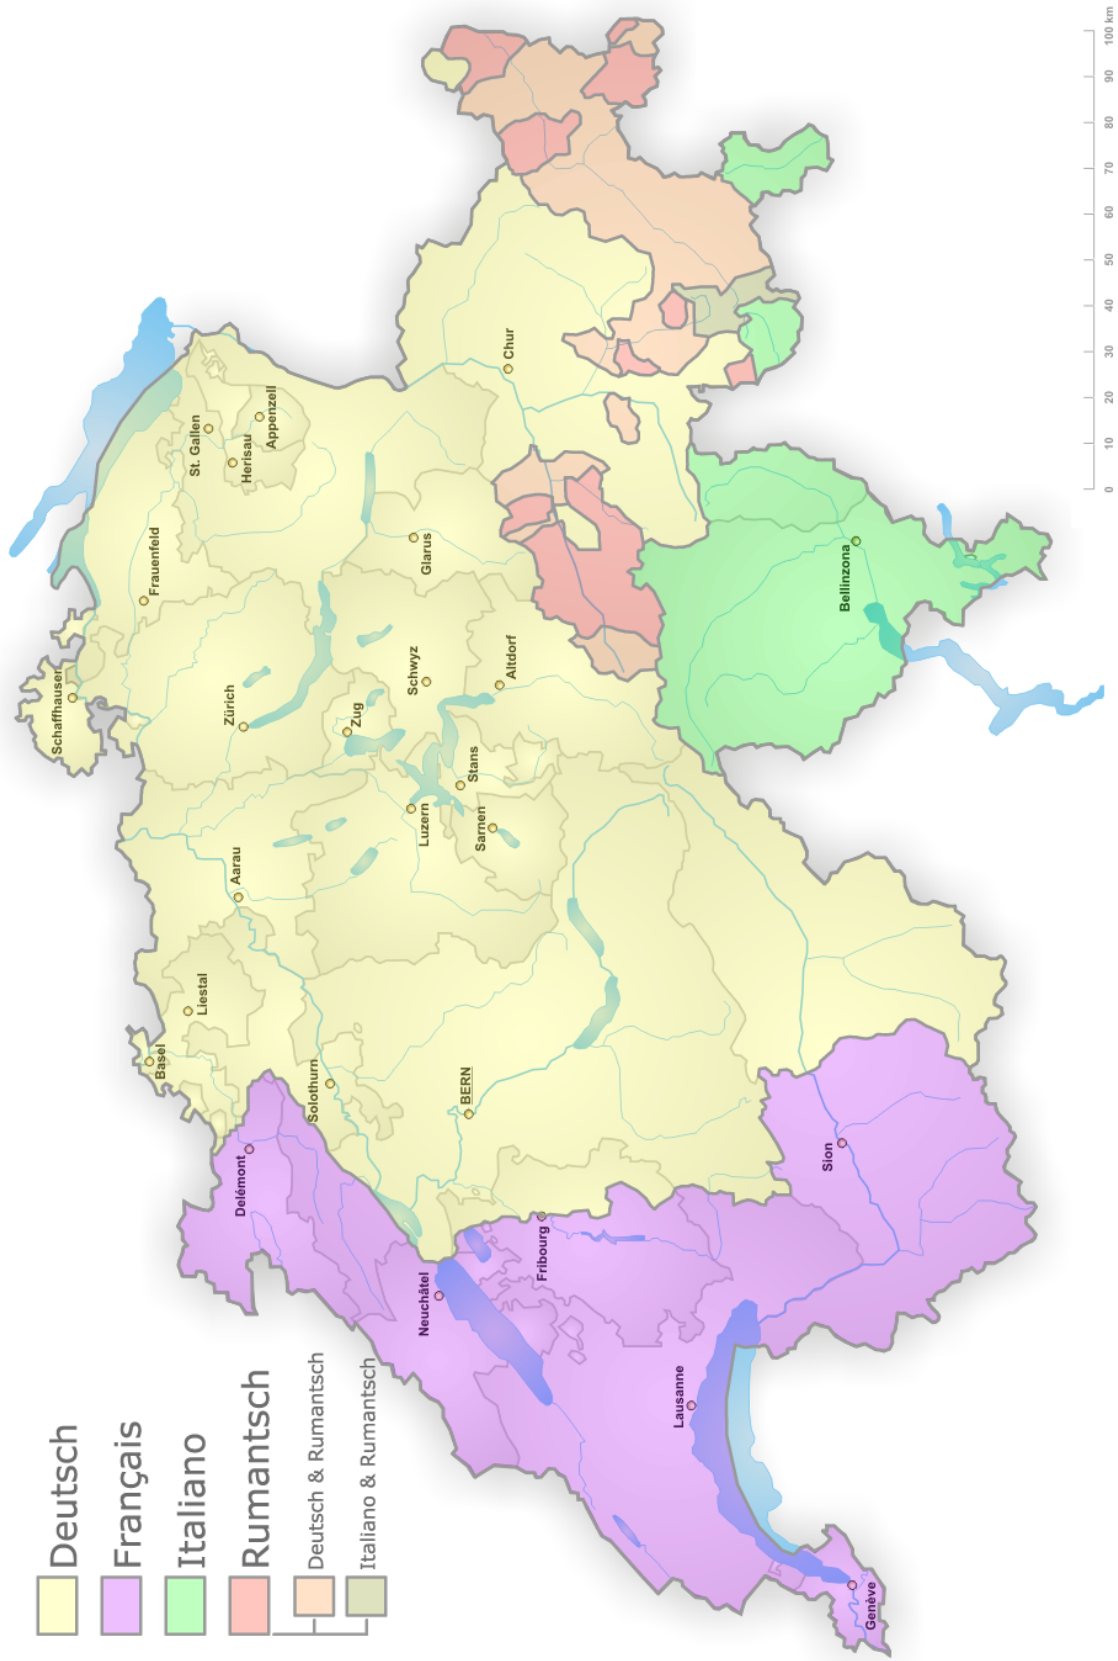 Deutsch
Français
Italiano
Rumantsch
Deutsch & Rumantsch
Italiano & Rumantsch
Schaffhausen
Frauenfeld
Basel
St. Gallen
Liestal
Zürich
Aarau
Delémont
Herisau
Appenzell
Solothurn
Zug
Schwyz
Neuchâtel
Luzern
Glarus
BERN
Stans
Sarnen
Chur
Altdorf
Fribourg
Lausanne
Sion
Bellinzona
Genève
0 10 20 30 40 50 60 70 80 90 100 km